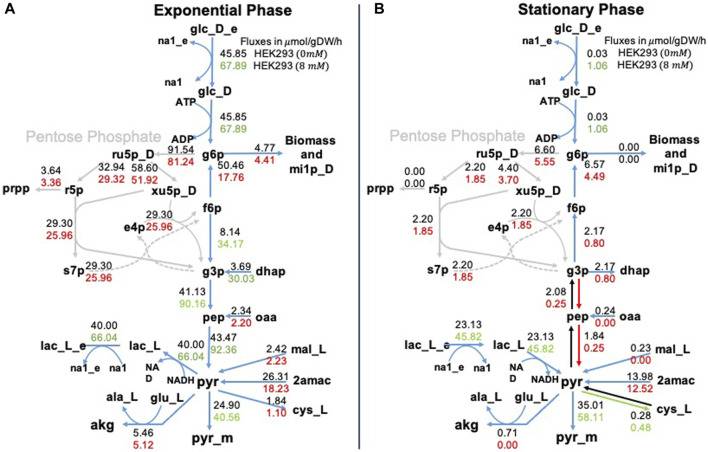 A
Exponential Phase
glc_D_e
na1_e
Fluxes in μmol/gDW/h
45.85 HEK293 (0mM)
67.89 HEK293 (8 mM)
na1
glc_D
ATP
45.85
67.89
ADP
Pentose Phosphate
ru5p_D
91.54
81.24
g6p
4.77
4.41
Biomass
and
mi1p_D
3.64
3.36
32.94
29.32
58.60
51.92
50.46
17.76
prpp
r5p
xu5p_D
f6p
29.30
25.96
29.30
25.96
e4p
8.14
34.17
s7p
29.30
25.96
g3p
3.69
30.03
dhap
41.13
90.16
pep
2.34
2.20
oaa
40.00
66.04
lac_L_e
na1_e
na1
lac_L
40.00
66.04
NA
D
NADH
43.47
92.36
2.42
2.23
mal_L
pyr
26.31
18.23
2amac
1.84
1.10
cys_L
ala_L
glu_L
akg
5.46
5.12
24.90
40.56
pyr_m
B
Stationary Phase
glc_D_e
na1_e
Fluxes in μmol/gDW/h
0.03 HEK293 (0mM)
1.06 HEK293 (8 mM)
na1
glc_D
ATP
0.03
1.06
ADP
Pentose Phosphate
ru5p_D
6.60
5.55
g6p
0.00
0.00
Biomass
and
mi1p_D
0.00
0.00
2.20
1.85
4.40
3.70
6.57
4.49
prpp
r5p
xu5p_D
f6p
2.20
1.85
2.20
1.85
e4p
2.17
0.80
s7p
2.20
1.85
g3p
2.17
0.80
dhap
2.08
0.25
pep
0.24
0.00
oaa
23.13
45.82
lac_L_e
na1_e
na1
lac_L
23.13
45.82
NA
D
NADH
1.84
0.25
0.23
0.00
mal_L
pyr
13.98
12.52
2amac
0.28
0.48
cys_L
ala_L
glu_L
akg
0.71
0.00
35.01
58.11
pyr_m